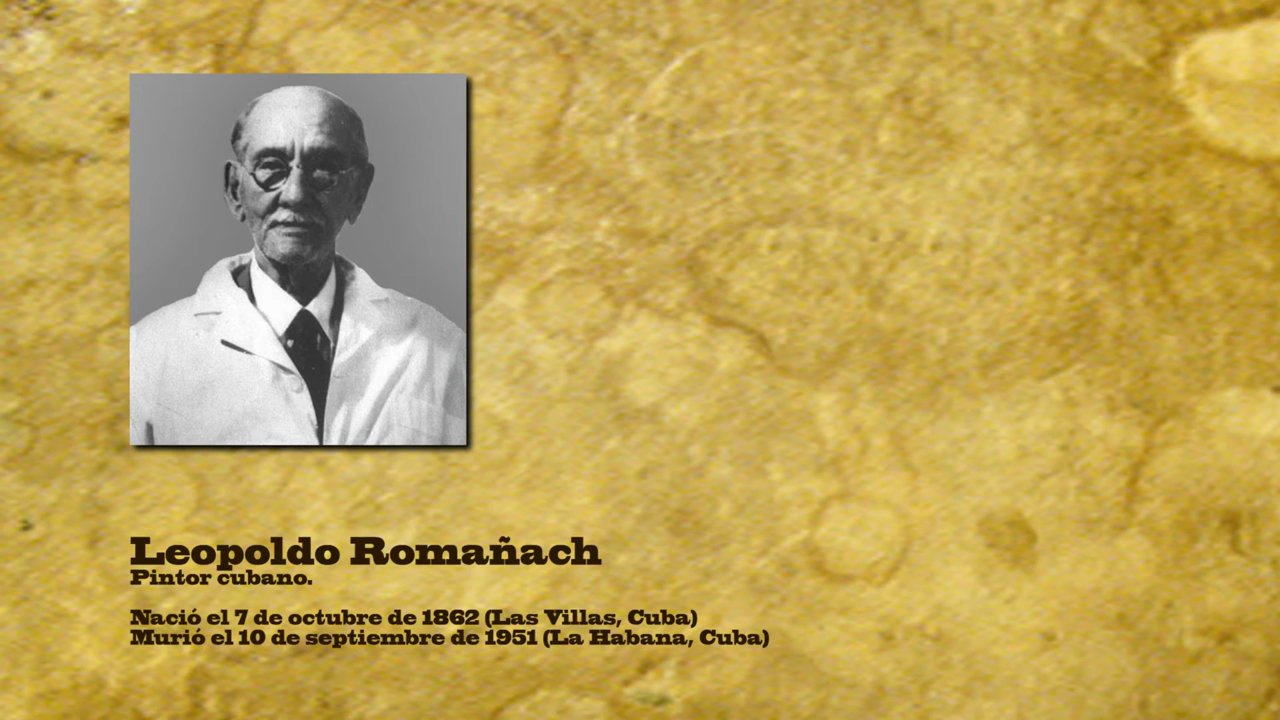 Leopoldo Romañach
Pintor cubano.
Nació el 7 de octubre de 1862 (Las Villas, Cuba)
Murió el 10 de septiembre de 1951 (La Habana, Cuba)